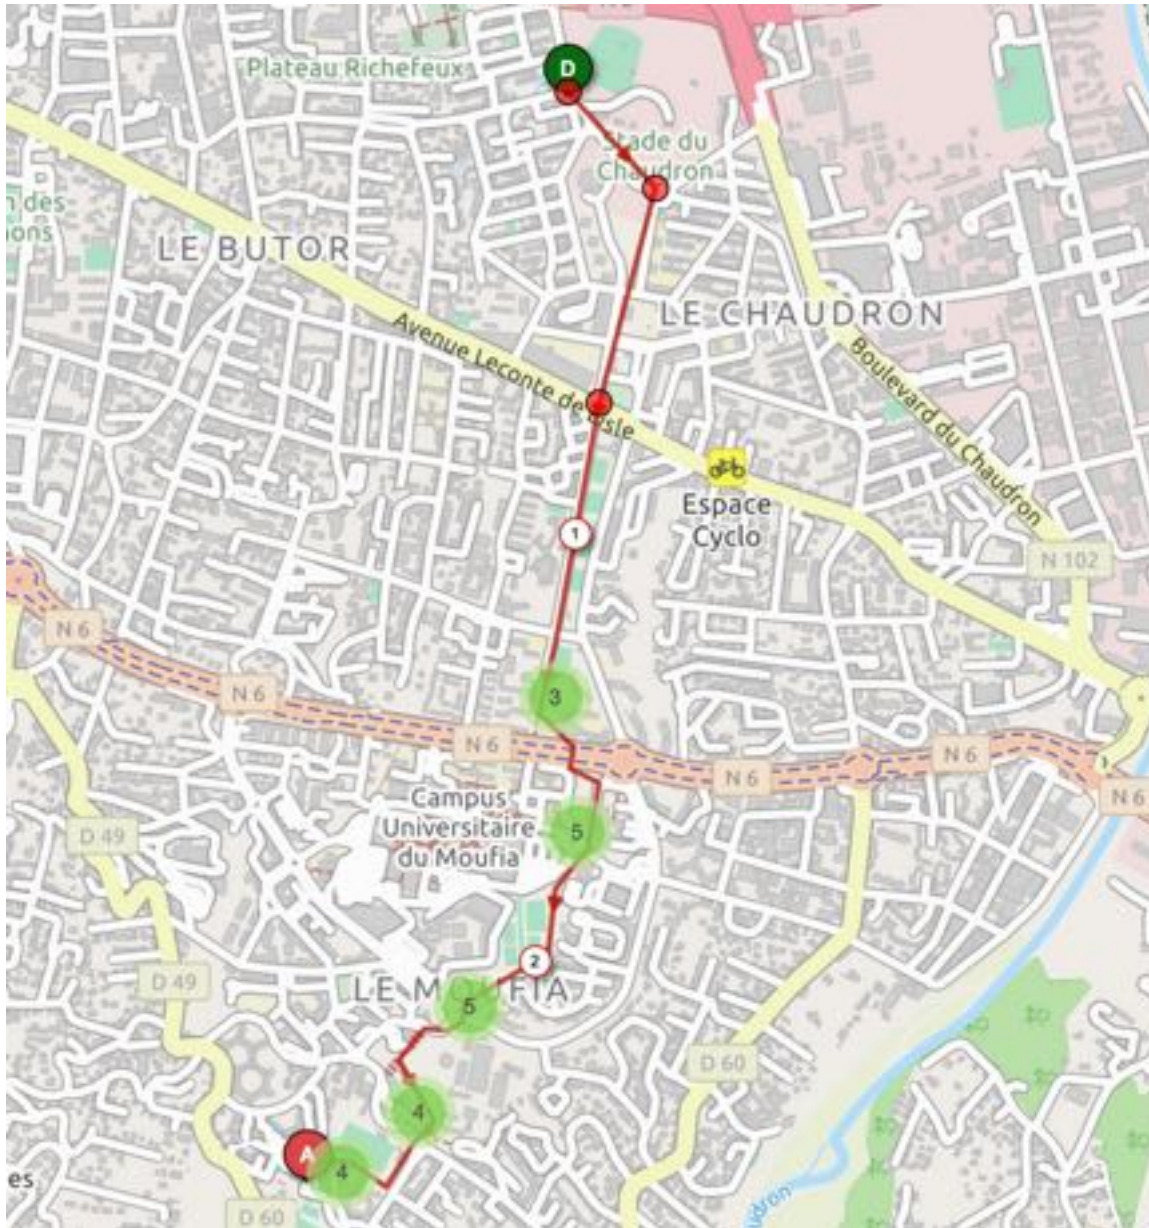 D
Plateau Richefeux
Stade du
Chaudron
LE BUTOR
LE CHAUDRON
Avenue Leconte de Lisle
Boulevard du Chaudron
Espace
Cyclo
1
N 102
N 6
N 6
3
N 6
N 6
N 6
N 6
Campus
Universitaire
du Moufia
5
D 49
2
D 49
LE MOUFIA
5
D 60
4
A
4
es
D 60